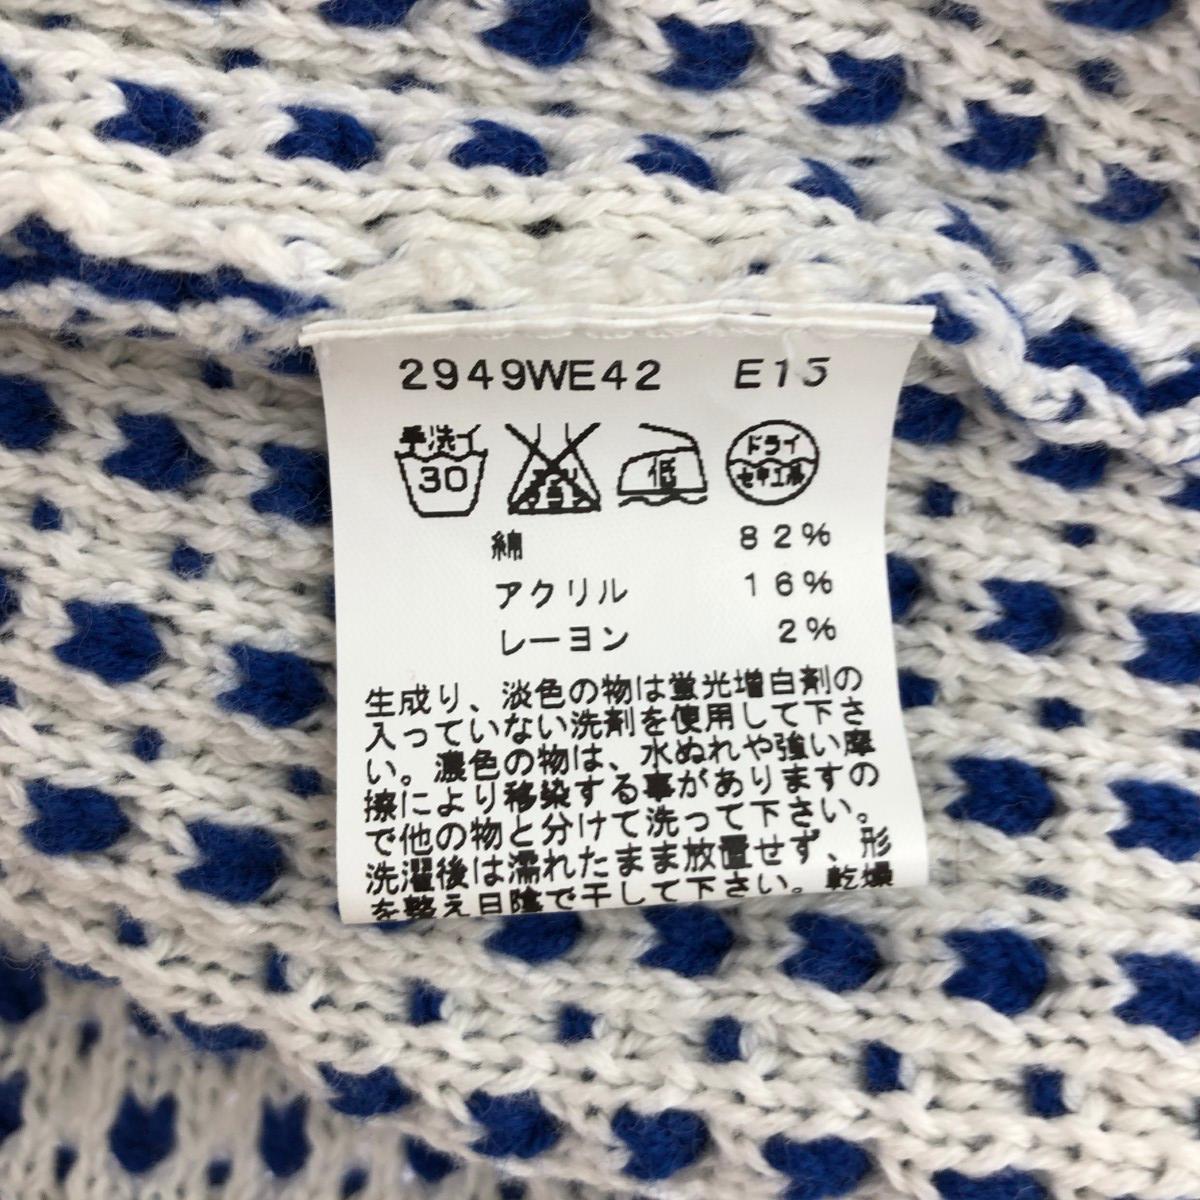 2949WE42 E15
手洗イ
30
低
ドライ
セキユ系
綿 82%
アクリル 16%
レーヨン 2%
生成り、淡色の物は蛍光増白剤の
入っていない洗剤を使用して下さ
い。濃色の物は、水ぬれや強い摩
擦により移染する事がありますの
で他の物と分けて洗って下さい。
洗濯後は濡れたまま放置せず、形
を整え日陰で干して下さい。乾燥